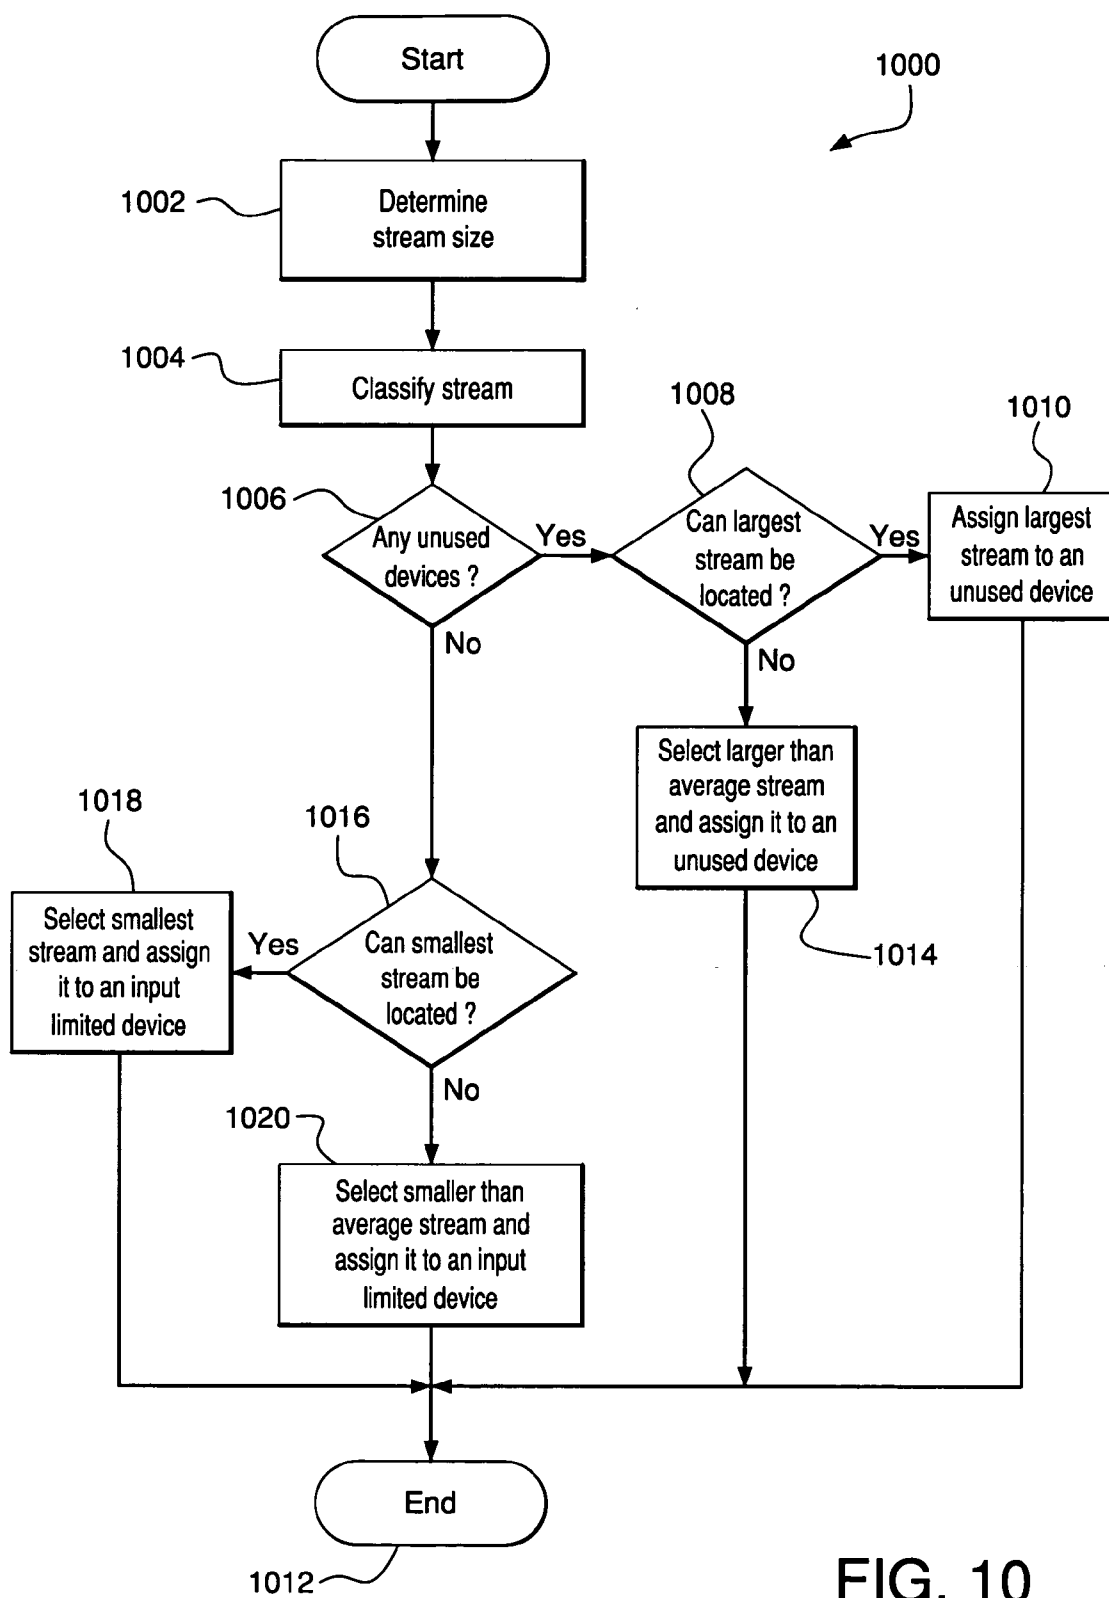 Start
1000
1002
Determine
stream size
1004
Classify stream
1006
Any unused
devices ?
Yes
No
1008
Can largest
stream be
located ?
Yes
No
1010
Assign largest
stream to an
unused device
Select larger than
average stream
and assign it to an
unused device
1014
1016
Can smallest
stream be
located ?
Yes
No
1018
Select smallest
stream and assign
it to an input
limited device
1020
Select smaller than
average stream and
assign it to an input
limited device
End
1012
FIG. 10